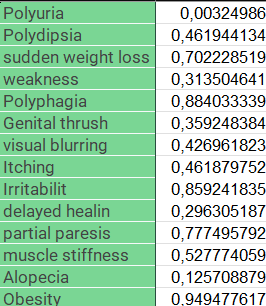 Polyuria 0,00324986
Polydipsia 0,461944134
sudden weight loss 0,702228519
weakness 0,313504641
Polyphagia 0,884033339
Genital thrush 0,359248384
visual blurring 0,426961823
Itching 0,461879752
Irritabilit 0,859241835
delayed healin 0,296305187
partial paresis 0,777495792
muscle stiffness 0,527774059
Alopecia 0,125708879
Obesity 0,949477617